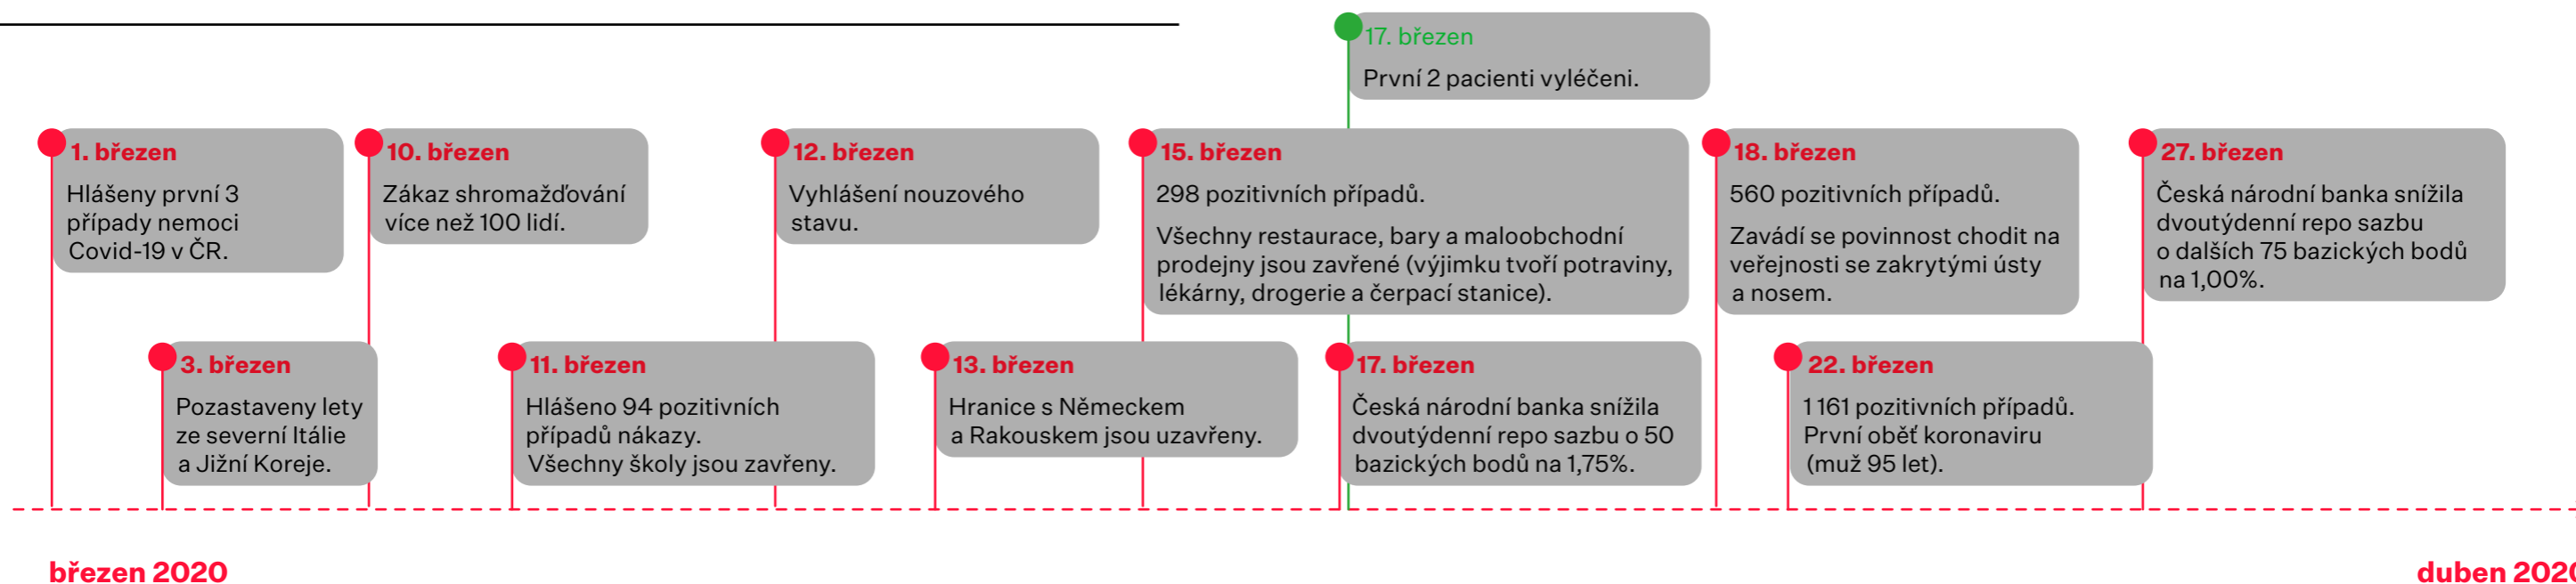 17. březen
První 2 pacienti vyléčeni.
1. březen
Hlášeny první 3
případy nemoci
Covid-19 v ČR.
10. březen
Zákaz shromažďování
více než 100 lidí.
12. březen
Vyhlášení nouzového
stavu.
15. březen
298 pozitivních případů.
Všechny restaurace, bary a maloobchodní
prodejny jsou zavřené (výjimku tvoří potraviny,
lékárny, drogerie a čerpací stanice).
18. březen
560 pozitivních případů.
Zavádí se povinnost chodit na
veřejnosti se zakrytými ústy
a nosem.
27. březen
Česká národní banka snížila
dvoutýdenní repo sazbu
o dalších 75 bazických bodů
na 1,00%.
3. březen
Pozastaveny lety
ze severní Itálie
a Jižní Koreje.
11. březen
Hlášeno 94 pozitivních
případů nákazy.
Všechny školy jsou zavřeny.
13. březen
Hranice s Německem
a Rakouskem jsou uzavřeny.
17. březen
Česká národní banka snížila
dvoutýdenní repo sazbu o 50
bazických bodů na 1,75%.
22. březen
1 161 pozitivních případů.
První oběť koronaviru
(muž 95 let).
březen 2020
duben 2020